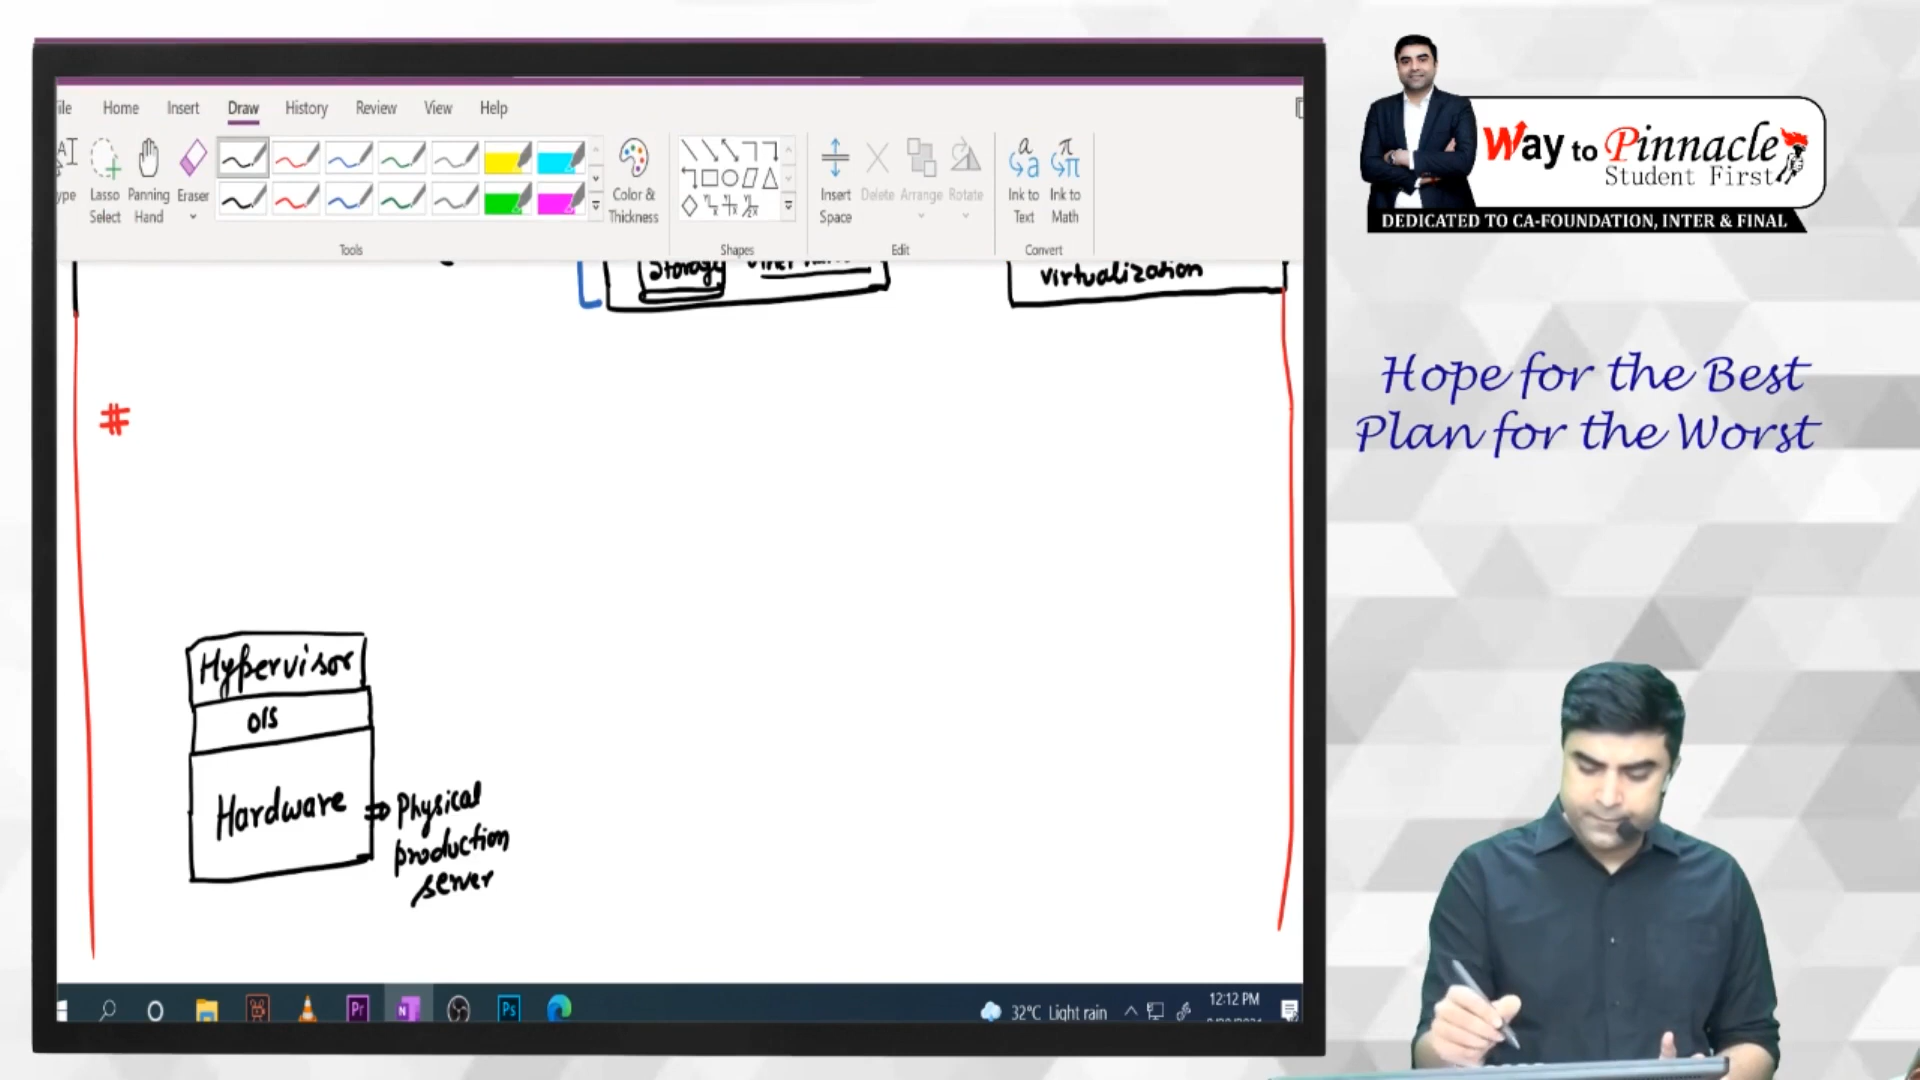 ile Home Insert Draw History Review View Help
ype
Lasso Select
Panning Hand
Eraser
Color & Thickness
Insert Space
Delete
Arrange
Rotate
Ink to Text
Ink to Math
Tools
Shapes
Edit
Convert
Storage
virtualization
#
Hypervisor
O/S
Hardware
Physical
production
server
32°C Light rain
12:12 PM
Way to Pinnacle
Student First
DEDICATED TO CA-FOUNDATION, INTER & FINAL
Hope for the Best
Plan for the Worst